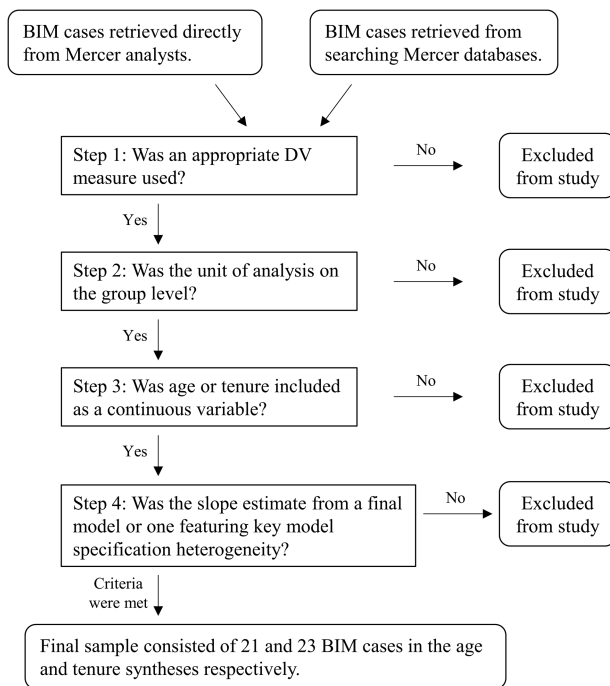 BIM cases retrieved directly
from Mercer analysts.
BIM cases retrieved from
searching Mercer databases.
Step 1: Was an appropriate DV
measure used?
No
Excluded
from study
Yes
Step 2: Was the unit of analysis on
the group level?
No
Excluded
from study
Yes
Step 3: Was age or tenure included
as a continuous variable?
No
Excluded
from study
Yes
Step 4: Was the slope estimate from a final
model or one featuring key model
specification heterogeneity?
No
Excluded
from study
Criteria
were met
Final sample consisted of 21 and 23 BIM cases in the age
and tenure syntheses respectively.